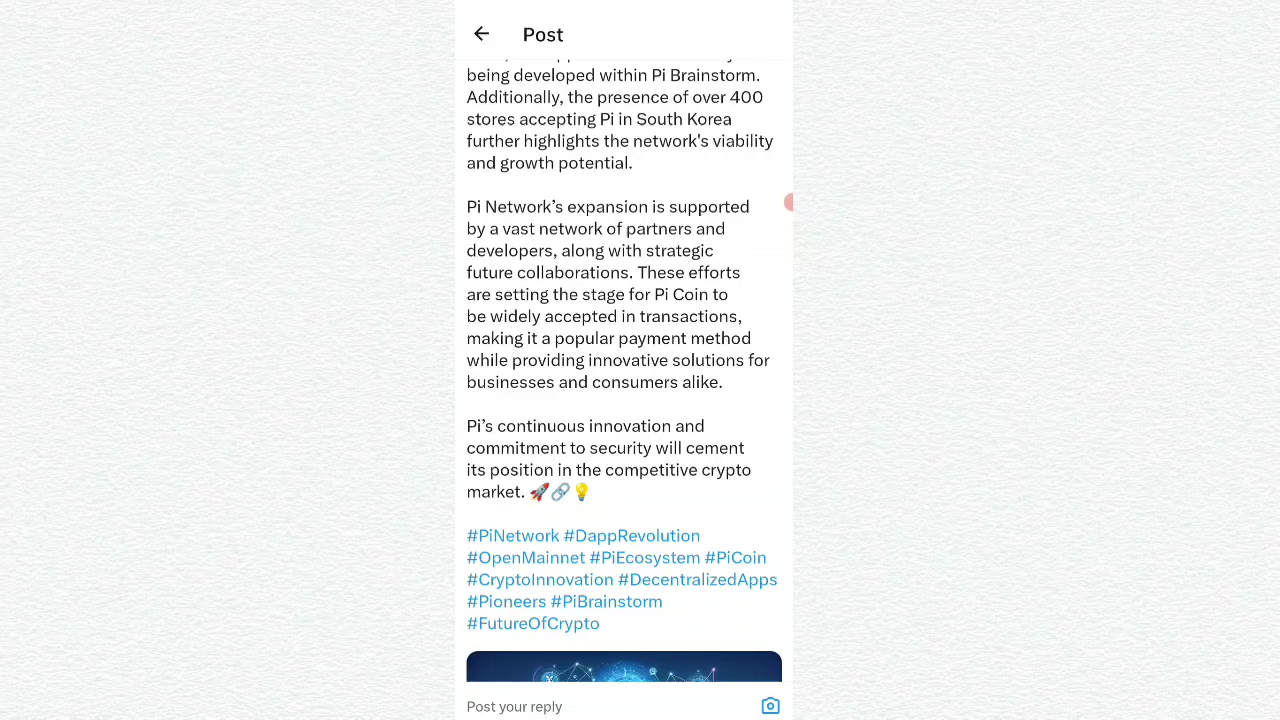 Post
being developed within Pi Brainstorm.
Additionally, the presence of over 400
stores accepting Pi in South Korea
further highlights the network's viability
and growth potential.
Pi Network’s expansion is supported
by a vast network of partners and
developers, along with strategic
future collaborations. These efforts
are setting the stage for Pi Coin to
be widely accepted in transactions,
making it a popular payment method
while providing innovative solutions for
businesses and consumers alike.
Pi’s continuous innovation and
commitment to security will cement
its position in the competitive crypto
market. 🚀🔗💡
#PiNetwork #DappRevolution
#OpenMainnet #PiEcosystem #PiCoin
#CryptoInnovation #DecentralizedApps
#Pioneers #PiBrainstorm
#FutureOfCrypto
Post your reply